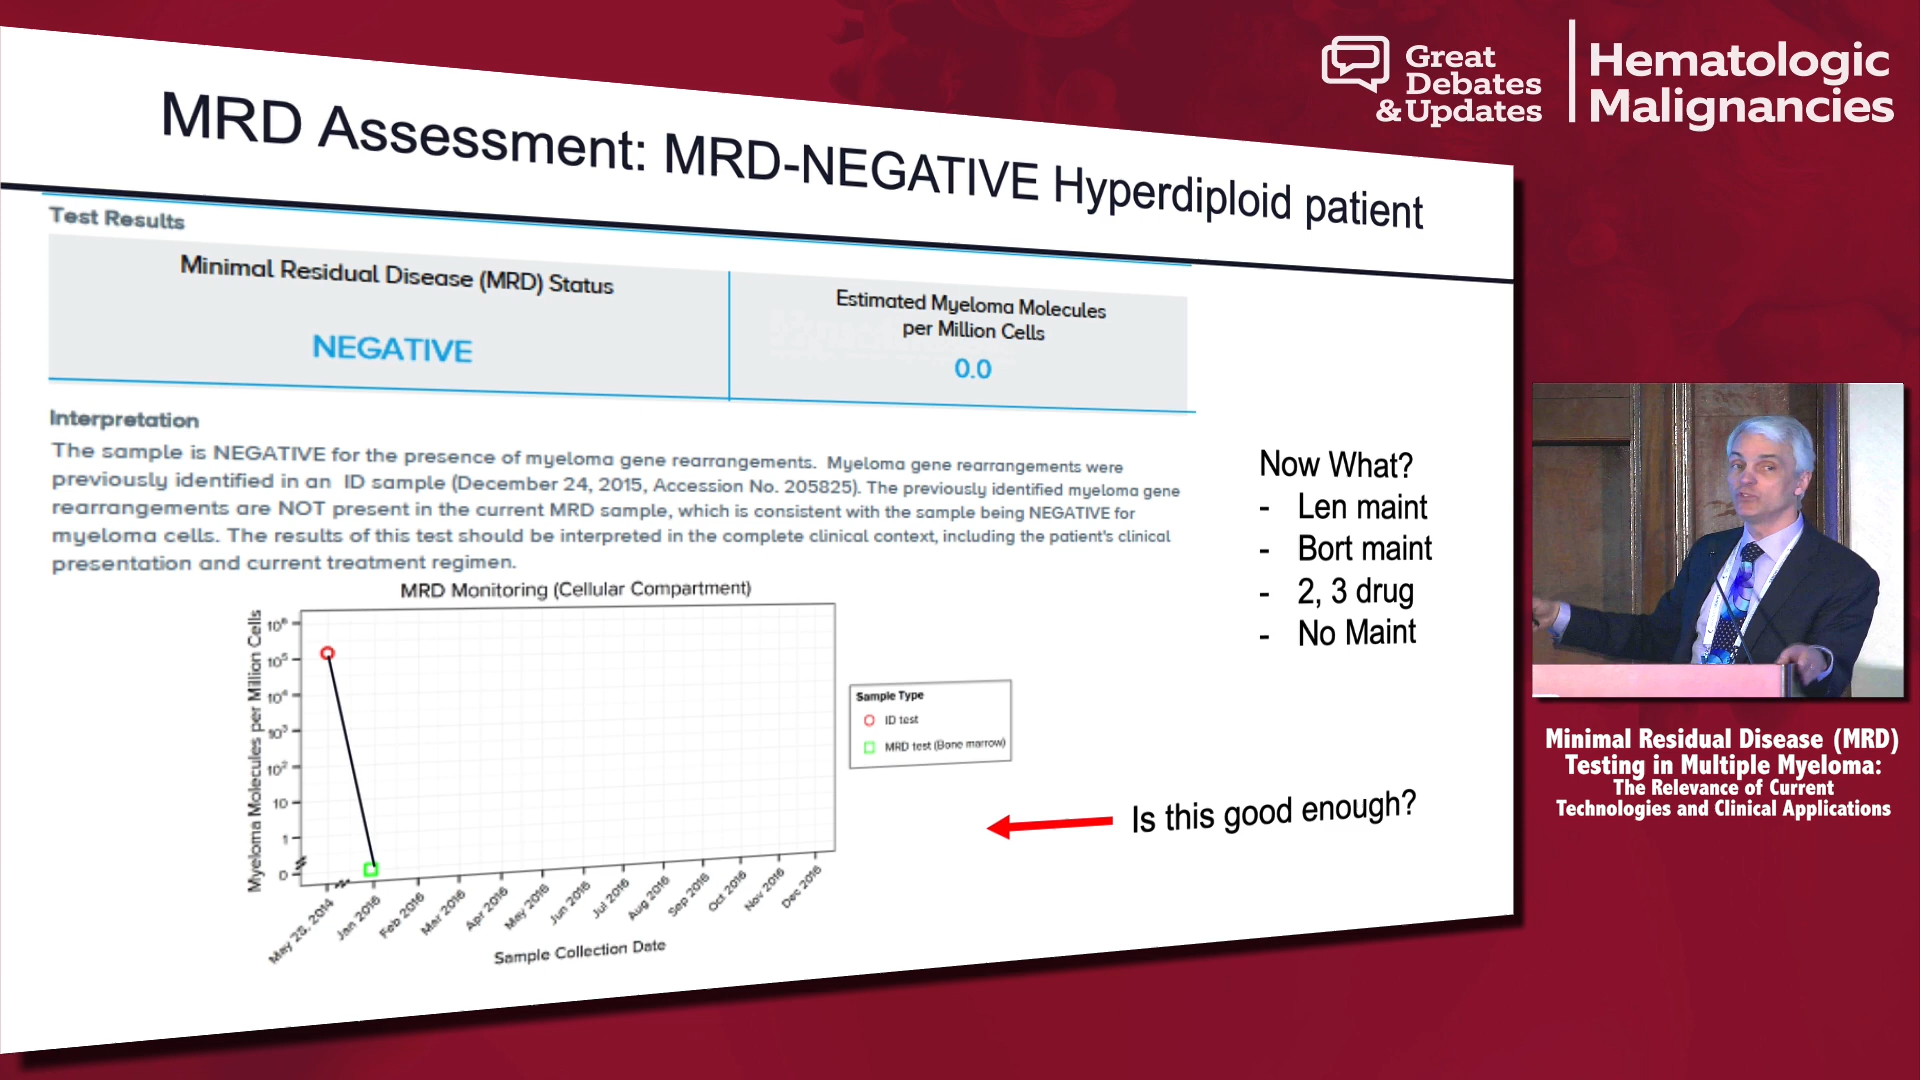 Great
Debates
& Updates
Hematologic
Malignancies
MRD Assessment: MRD-NEGATIVE Hyperdiploid patient
Test Results
Minimal Residual Disease (MRD) Status
NEGATIVE
Estimated Myeloma Molecules
per Million Cells
0.0
Interpretation
The sample is NEGATIVE for the presence of myeloma gene rearrangements. Myeloma gene rearrangements were
previously identified in an ID sample (December 24, 2015, Accession No. 205825). The previously identified myeloma gene
rearrangements are NOT present in the current MRD sample, which is consistent with the sample being NEGATIVE for
myeloma cells. The results of this test should be interpreted in the complete clinical context, including the patient's clinical
presentation and current treatment regimen.
MRD Monitoring (Cellular Compartment)
Myeloma Molecules per Million Cells
10⁶
10⁵
10⁴
10³
10²
10
1
0
May 28, 2014
Jan 2016
Feb 2016
Mar 2016
Apr 2016
May 2016
Jun 2016
Jul 2016
Aug 2016
Sep 2016
Oct 2016
Nov 2016
Dec 2016
Sample Collection Date
Sample Type
ID test
MRD test (Bone marrow)
Now What?
- Len maint
- Bort maint
- 2, 3 drug
- No Maint
Is this good enough?
Minimal Residual Disease (MRD)
Testing in Multiple Myeloma:
The Relevance of Current
Technologies and Clinical Applications